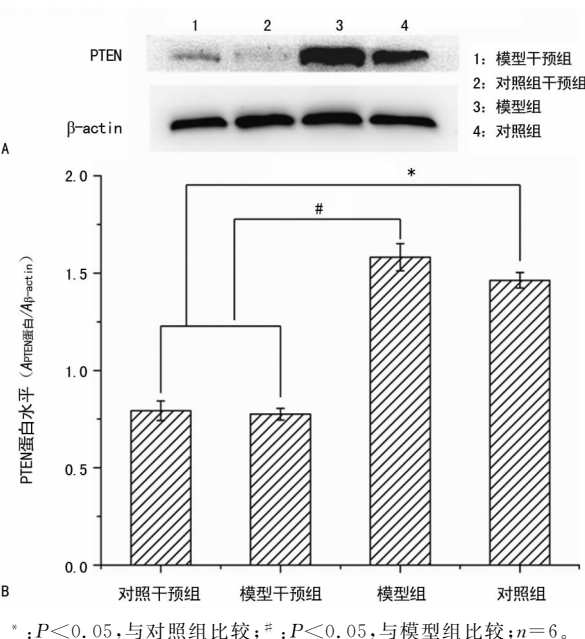 1 2 3 4
PTEN
β-actin
1：模型干预组
2：对照组干预组
3：模型组
4：对照组
A
2.0
1.5
1.0
0.5
0.0
PTEN蛋白水平（APTEN蛋白/Aβ-actin）
*
#
对照干预组 模型干预组 模型组 对照组
B
*：P＜0.05,与对照组比较；#：P＜0.05,与模型组比较；n＝6。